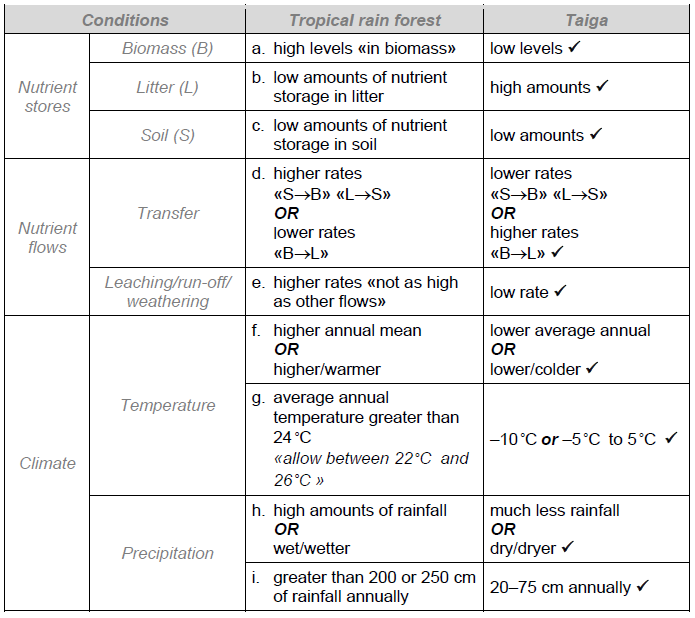 Conditions Tropical rain forest Taiga
Nutrient stores
Biomass (B) a. high levels «in biomass» low levels ✓
Litter (L) b. low amounts of nutrient storage in litter high amounts ✓
Soil (S) c. low amounts of nutrient storage in soil low amounts ✓
Nutrient flows
Transfer
d. higher rates
«S→B» «L→S»
OR
lower rates
«B→L»
lower rates
«S→B» «L→S»
OR
higher rates
«B→L» ✓
Leaching/run-off/
weathering
e. higher rates «not as high
as other flows»
low rate ✓
Climate
Temperature
f. higher annual mean
OR
higher/warmer
lower average annual
OR
lower/colder ✓
g. average annual
temperature greater than
24°C
«allow between 22°C and
26°C »
–10°C or –5°C to 5°C ✓
Precipitation
h. high amounts of rainfall
OR
wet/wetter
much less rainfall
OR
dry/dryer ✓
i. greater than 200 or 250 cm
of rainfall annually
20–75 cm annually ✓